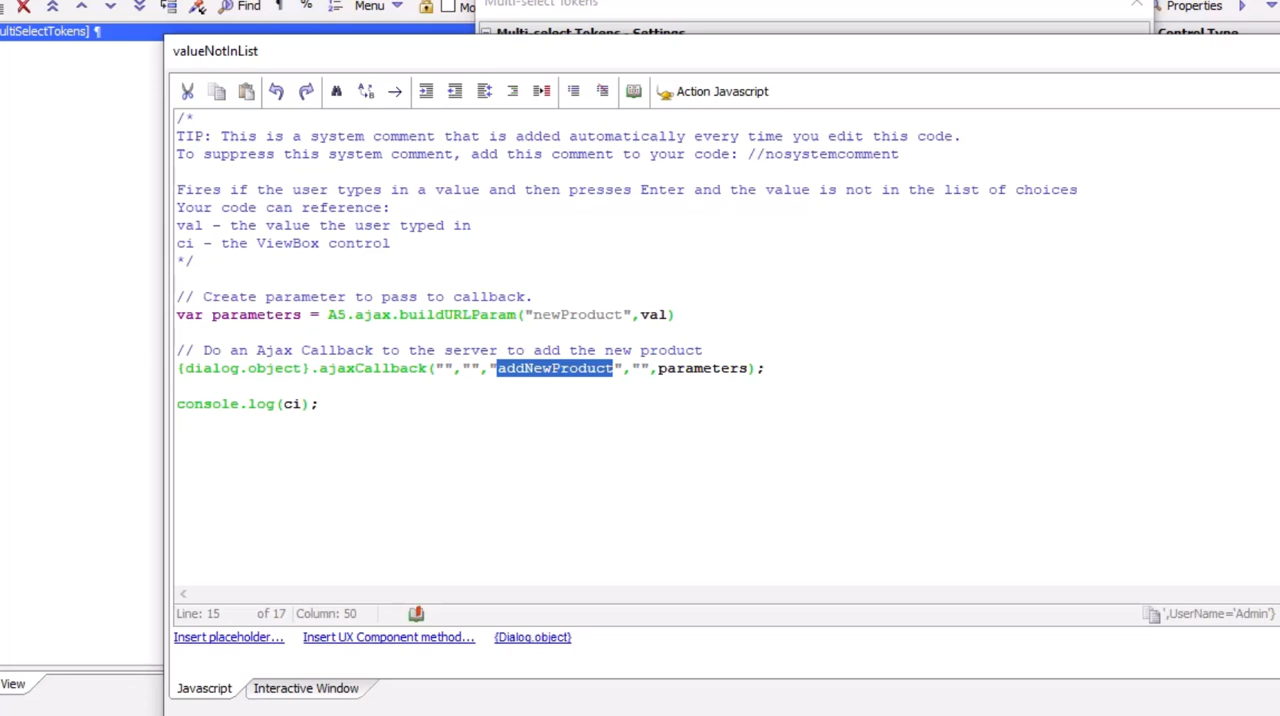 Find
¶
%
Menu
Mo
Multi-select Tokens
Properties
ultiSelectTokens] ¶
Multi-select Tokens - Settings
Control Type
valueNotInList
Action Javascript
/*
TIP: This is a system comment that is added automatically every time you edit this code.
To suppress this system comment, add this comment to your code: //nosystemcomment
Fires if the user types in a value and then presses Enter and the value is not in the list of choices
Your code can reference:
val - the value the user typed in
ci - the ViewBox control
*/
// Create parameter to pass to callback.
var parameters = A5.ajax.buildURLParam("newProduct",val)
// Do an Ajax Callback to the server to add the new product
{dialog.object}.ajaxCallback("","","addNewProduct","",parameters);
console.log(ci);
Line: 15 of 17 Column: 50
',UserName='Admin'}
Insert placeholder... Insert UX Component method... {Dialog.object}
View
Javascript Interactive Window